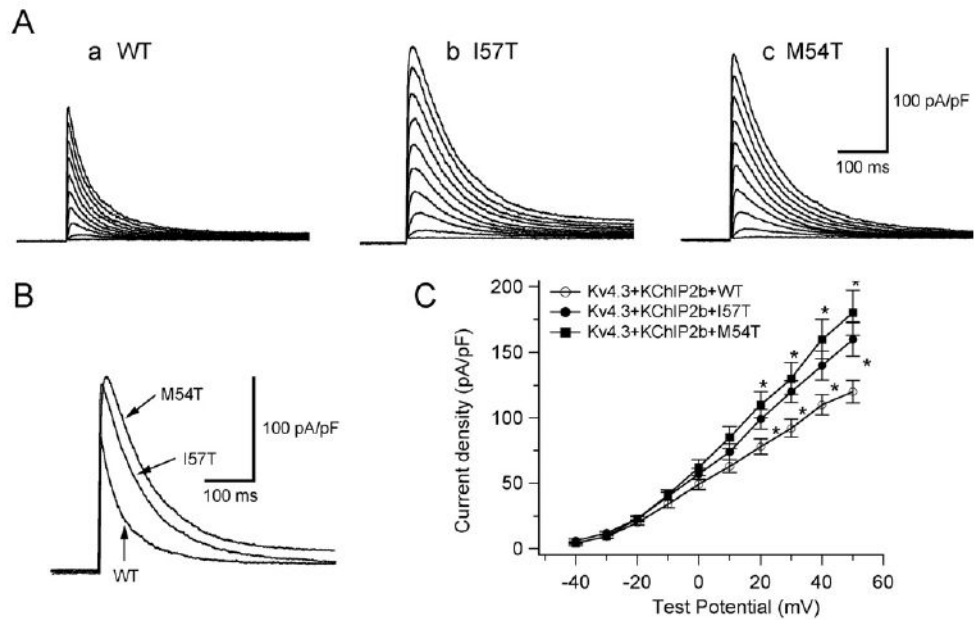 A
a WT
b I57T
c M54T
100 pA/pF
100 ms
B
M54T
I57T
WT
100 pA/pF
100 ms
C
Kv4.3+KChIP2b+WT
Kv4.3+KChIP2b+I57T
Kv4.3+KChIP2b+M54T
* * * *
* * * *
Current density (pA/pF)
200
150
100
50
0
-40 -20 0 20 40 60
Test Potential (mV)